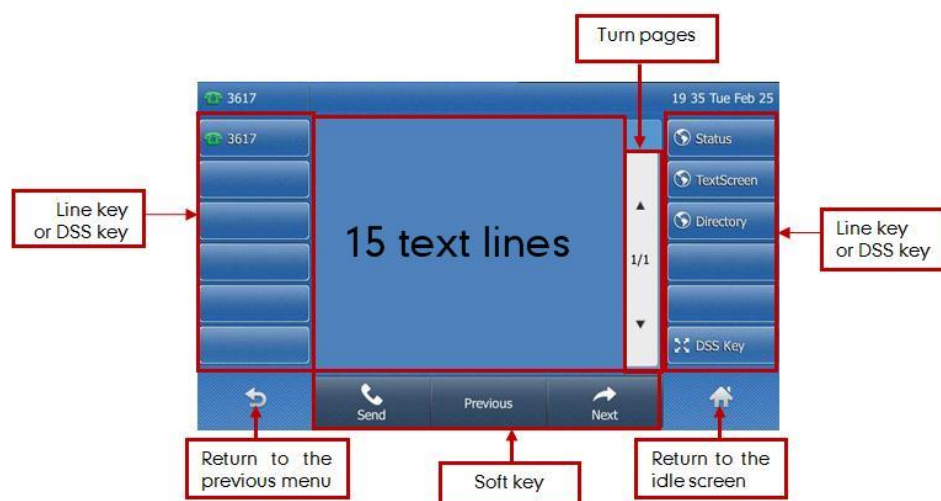 Turn pages
3617
19 35 Tue Feb 25
3617
Status
TextScreen
Directory
Line key
or DSS key
15 text lines
1/1
Line key
or DSS key
DSS Key
Send
Previous
Next
Return to the
previous menu
Soft key
Return to the
idle screen